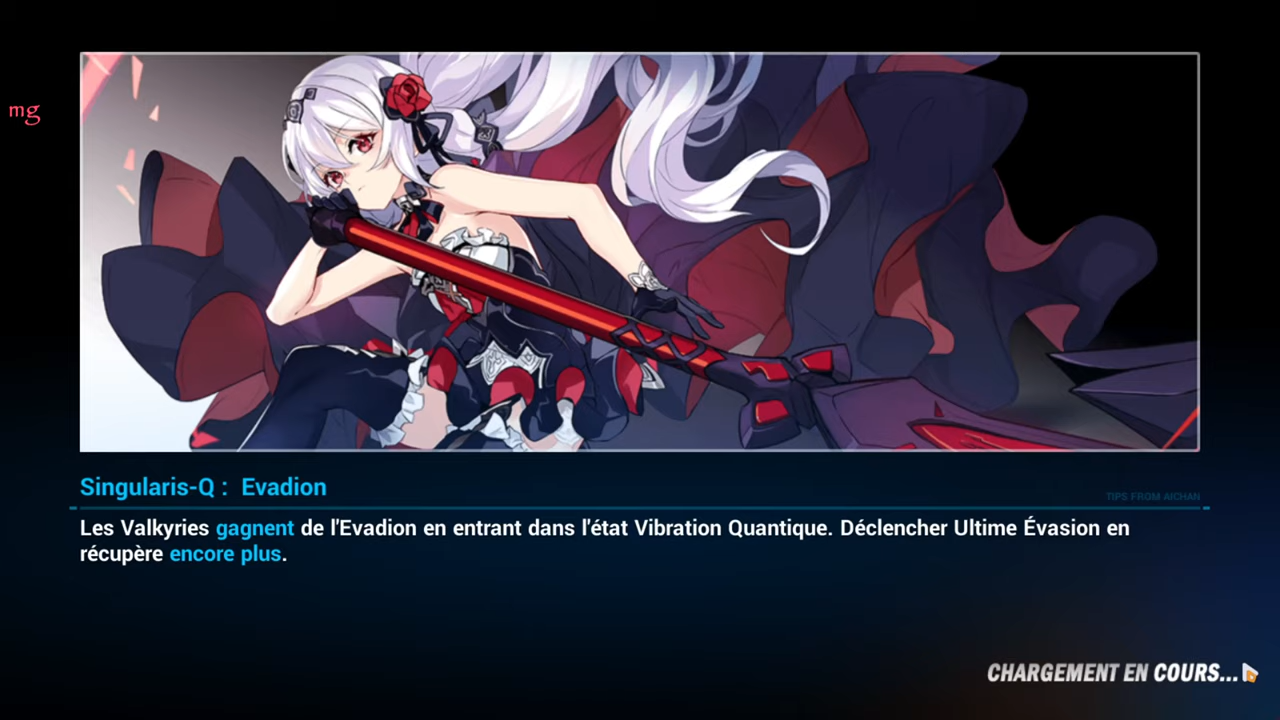 mg
Singularis-Q : Evadion
TIPS FROM AICHAN
Les Valkyries gagnent de l'Evadion en entrant dans l'état Vibration Quantique. Déclencher Ultime Évasion en
récupère encore plus.
CHARGEMENT EN COURS...